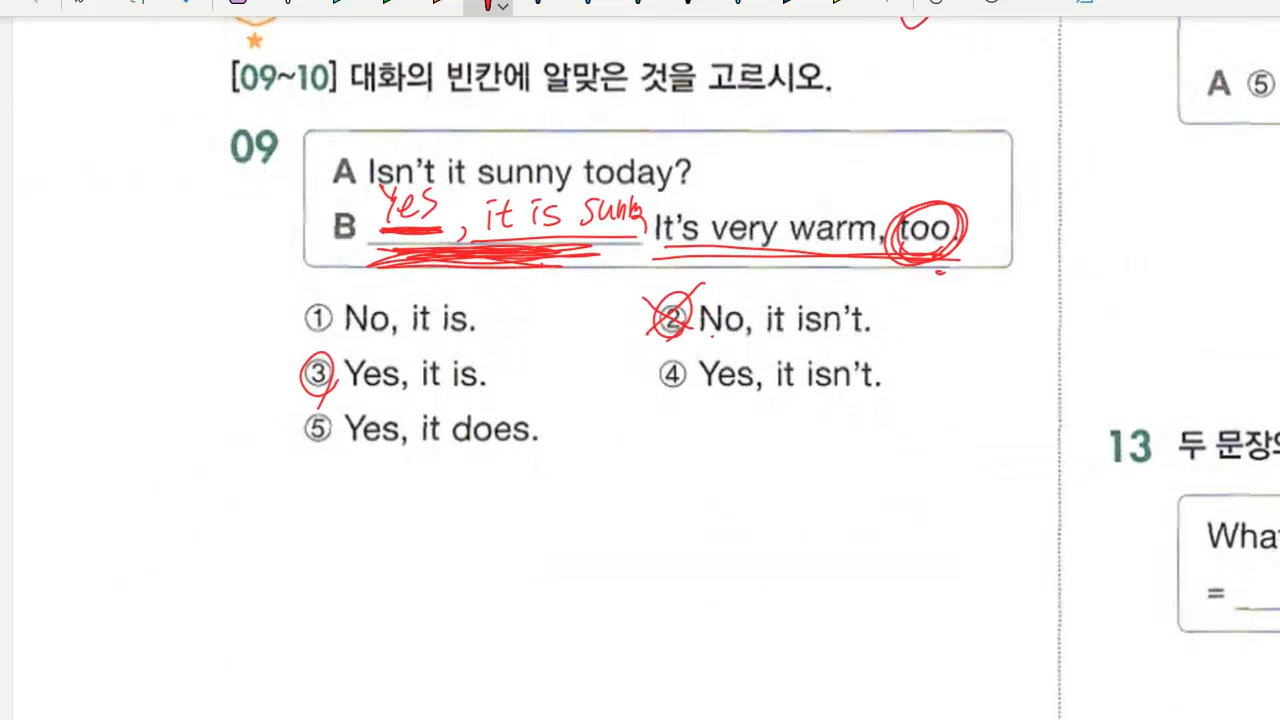 [09~10] 대화의 빈칸에 알맞은 것을 고르시오.
09
A Isn't it sunny today?
Yes, it is sunny
B It's very warm, too.
① No, it is.
② No, it isn't.
③ Yes, it is.
④ Yes, it isn't.
⑤ Yes, it does.
A ⑤
13 두 문장의
What
=